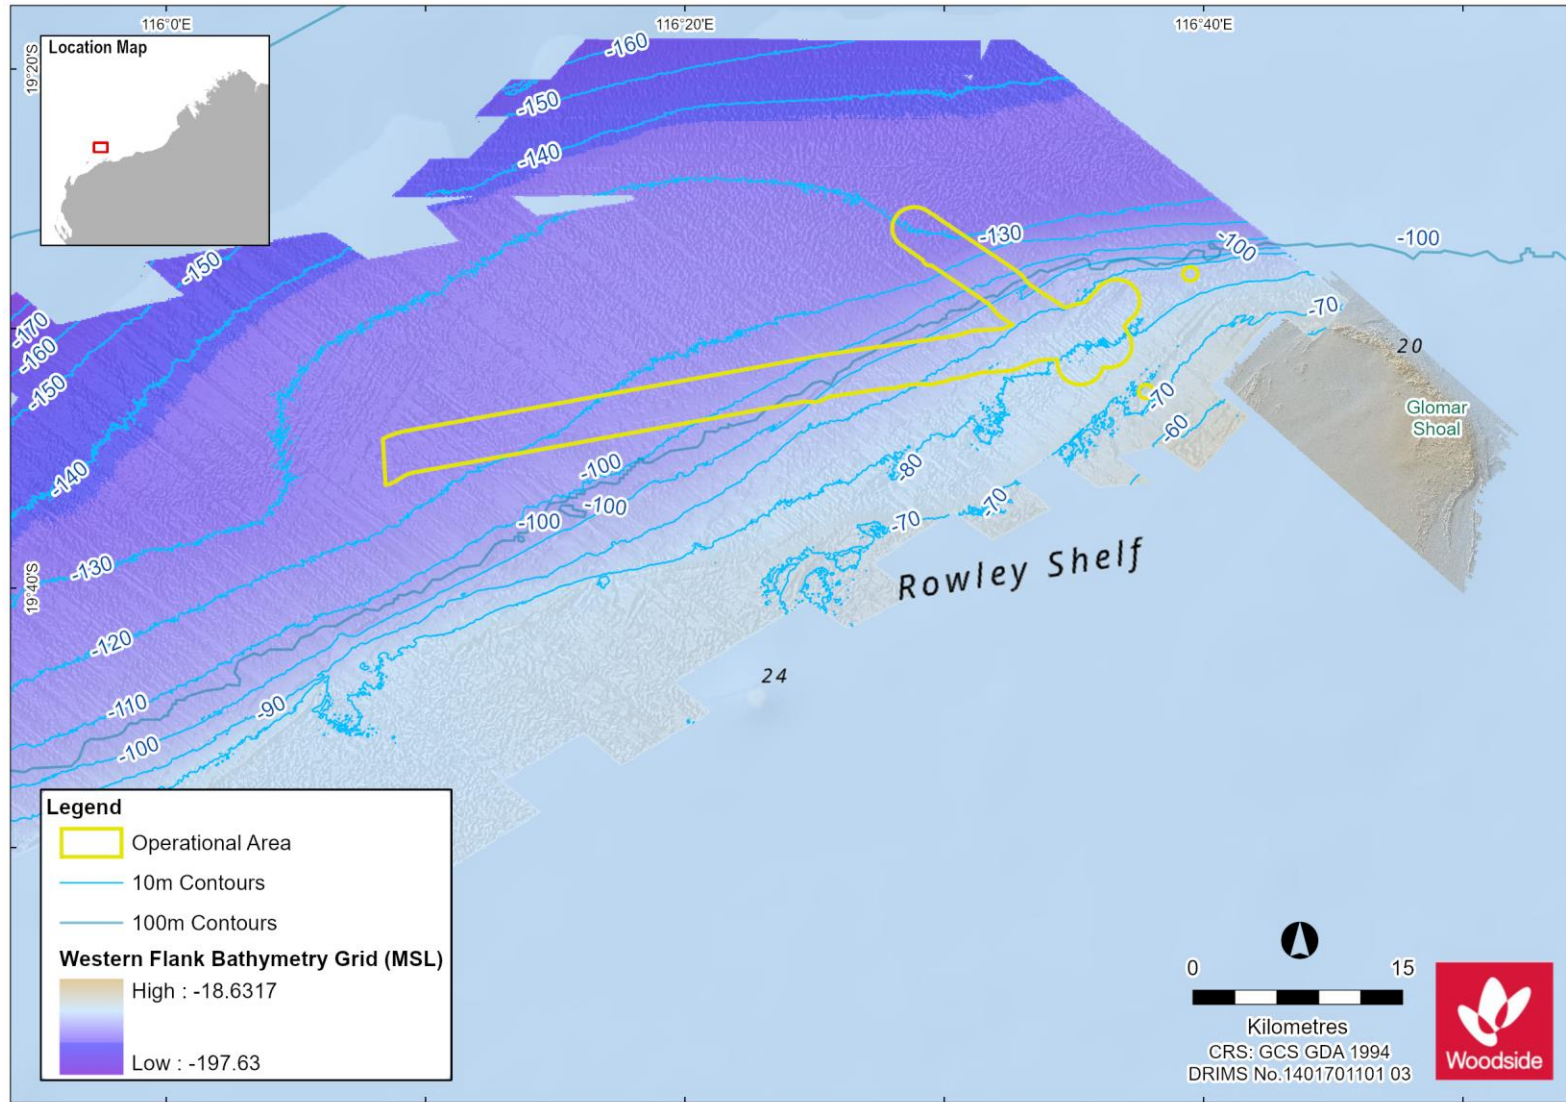 116°0'E
116°20'E
116°40'E
Location Map
19°20'S
19°40'S
-160
-150
-140
-150
-130
-100
-100
-170
-160
-150
-70
20
Glomar
Shoal
-70
-60
-140
-100
-80
-100
-100
-70
-70
-130
Rowley Shelf
-120
24
-110
-90
-100
Legend
Operational Area
10m Contours
100m Contours
Western Flank Bathymetry Grid (MSL)
High : -18.6317
Low : -197.63
0 15
Kilometres
CRS: GCS GDA 1994
DRIMS No.1401701101 03
Woodside